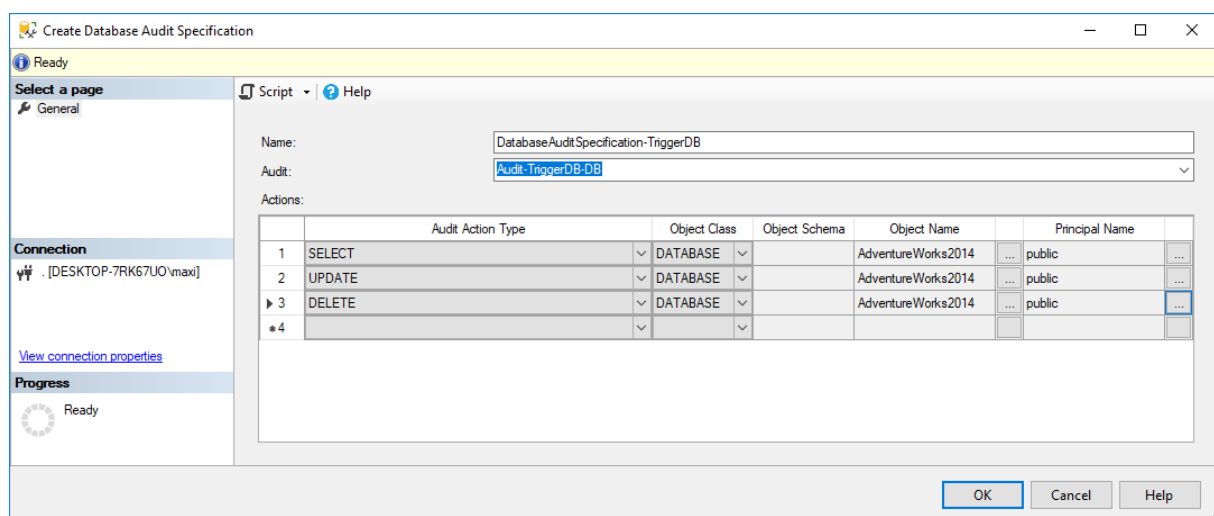 Create Database Audit Specification
Ready
Select a page
General
Script Help
Name: DatabaseAuditSpecification-TriggerDB
Audit: Audit-TriggerDB-DB
Actions:
Audit Action Type Object Class Object Schema Object Name Principal Name
1 SELECT DATABASE AdventureWorks2014 ... public ...
2 UPDATE DATABASE AdventureWorks2014 ... public ...
3 DELETE DATABASE AdventureWorks2014 ... public ...
*4
Connection
. [DESKTOP-7RK67UO\maxi]
View connection properties
Progress
Ready
OK Cancel Help